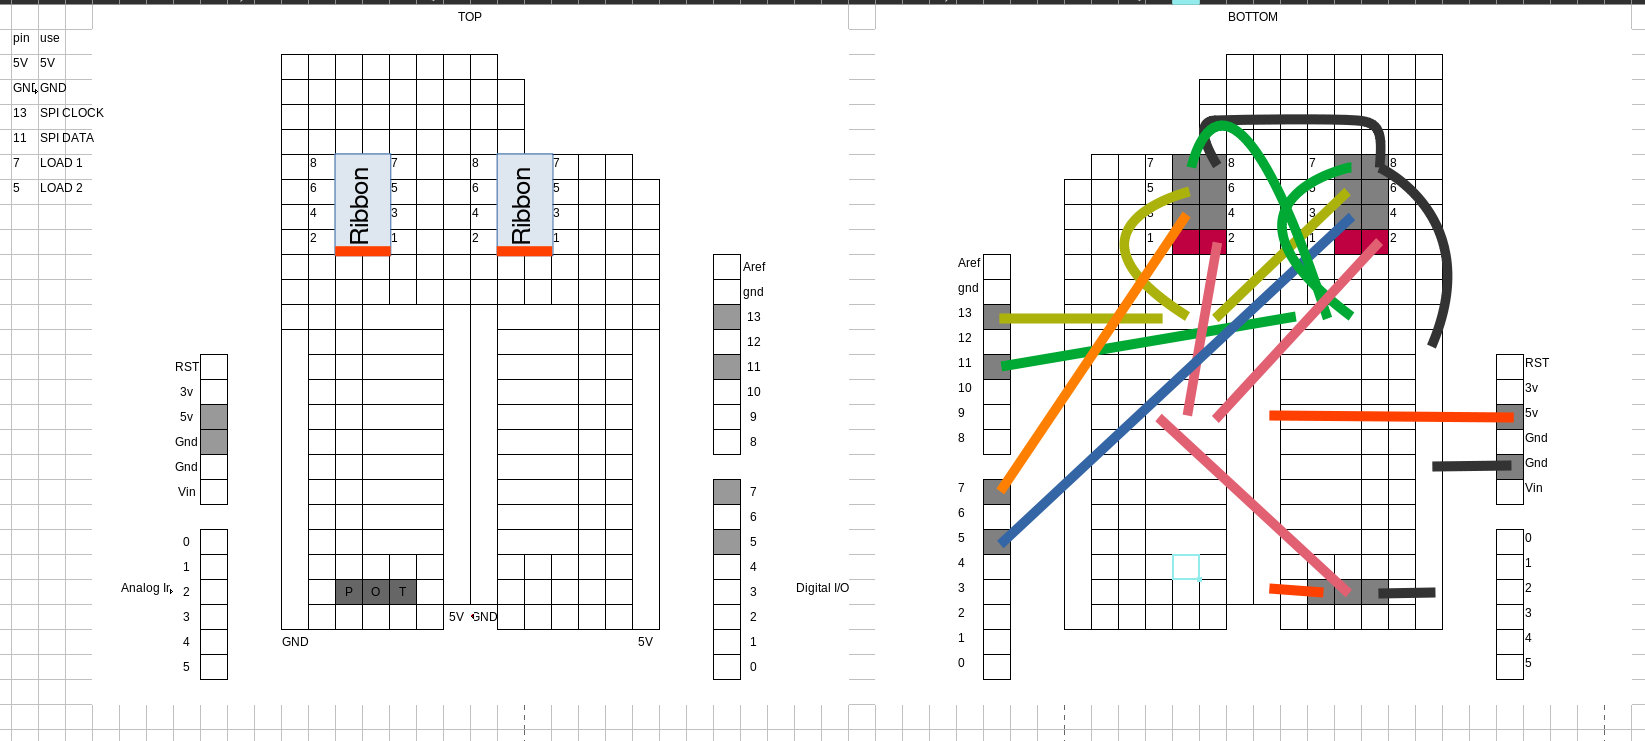 TOP
BOTTOM
pin use
5V 5V
GND GND
13 SPI CLOCK
11 SPI DATA
7 LOAD 1
5 LOAD 2
8 7 8 7
6 5 6 5
4 3 4 3
2 1 2 1
Ribbon
Ribbon
RST
3v
5v
Gnd
Gnd
Vin
0
1
Analog Ir
2
3
4
5
P O T
5V GND
GND
5V
Aref
gnd
13
12
11
10
9
8
7
6
5
4
3
Digital I/O
2
1
0
7 8 7 8
5 6 5 6
3 4 3 4
1 2 1 2
Aref
gnd
13
12
11
10
9
8
7
6
5
4
3
2
1
0
RST
3v
5v
Gnd
Gnd
Vin
0
1
2
3
4
5